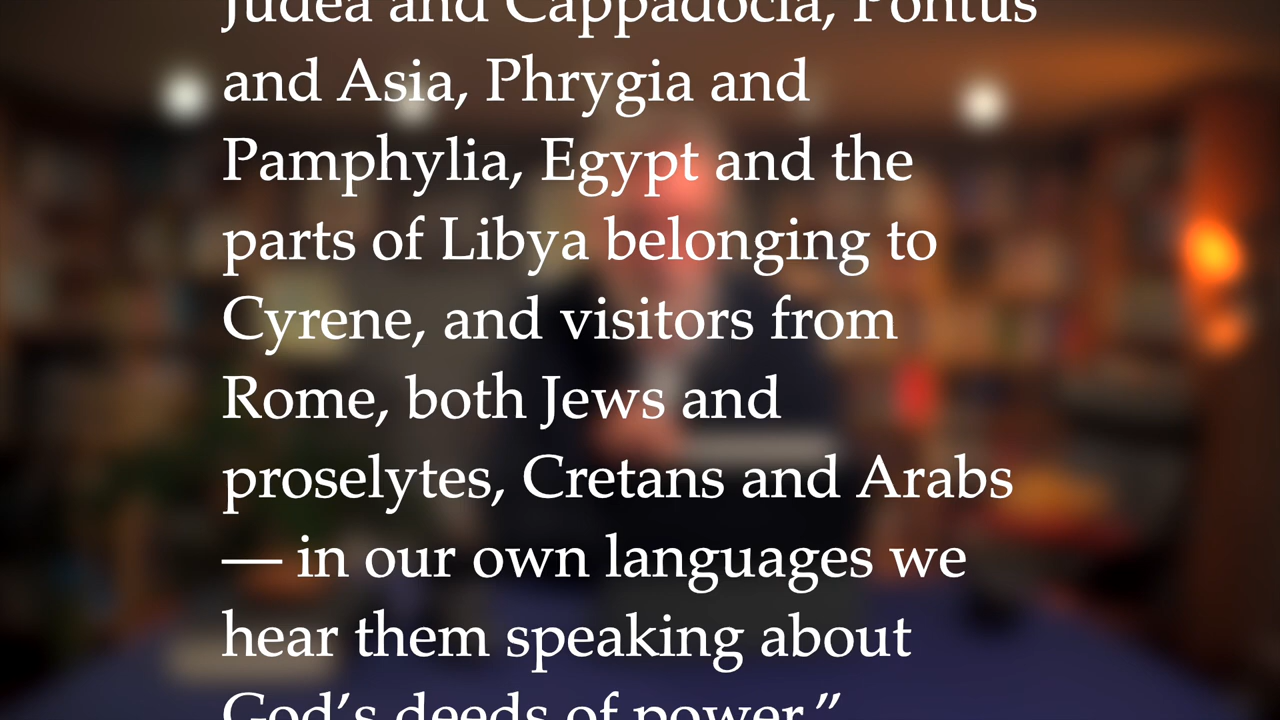 Judea and Cappadocia, Pontus
and Asia, Phrygia and
Pamphylia, Egypt and the
parts of Libya belonging to
Cyrene, and visitors from
Rome, both Jews and
proselytes, Cretans and Arabs
— in our own languages we
hear them speaking about
God’s deeds of power.”